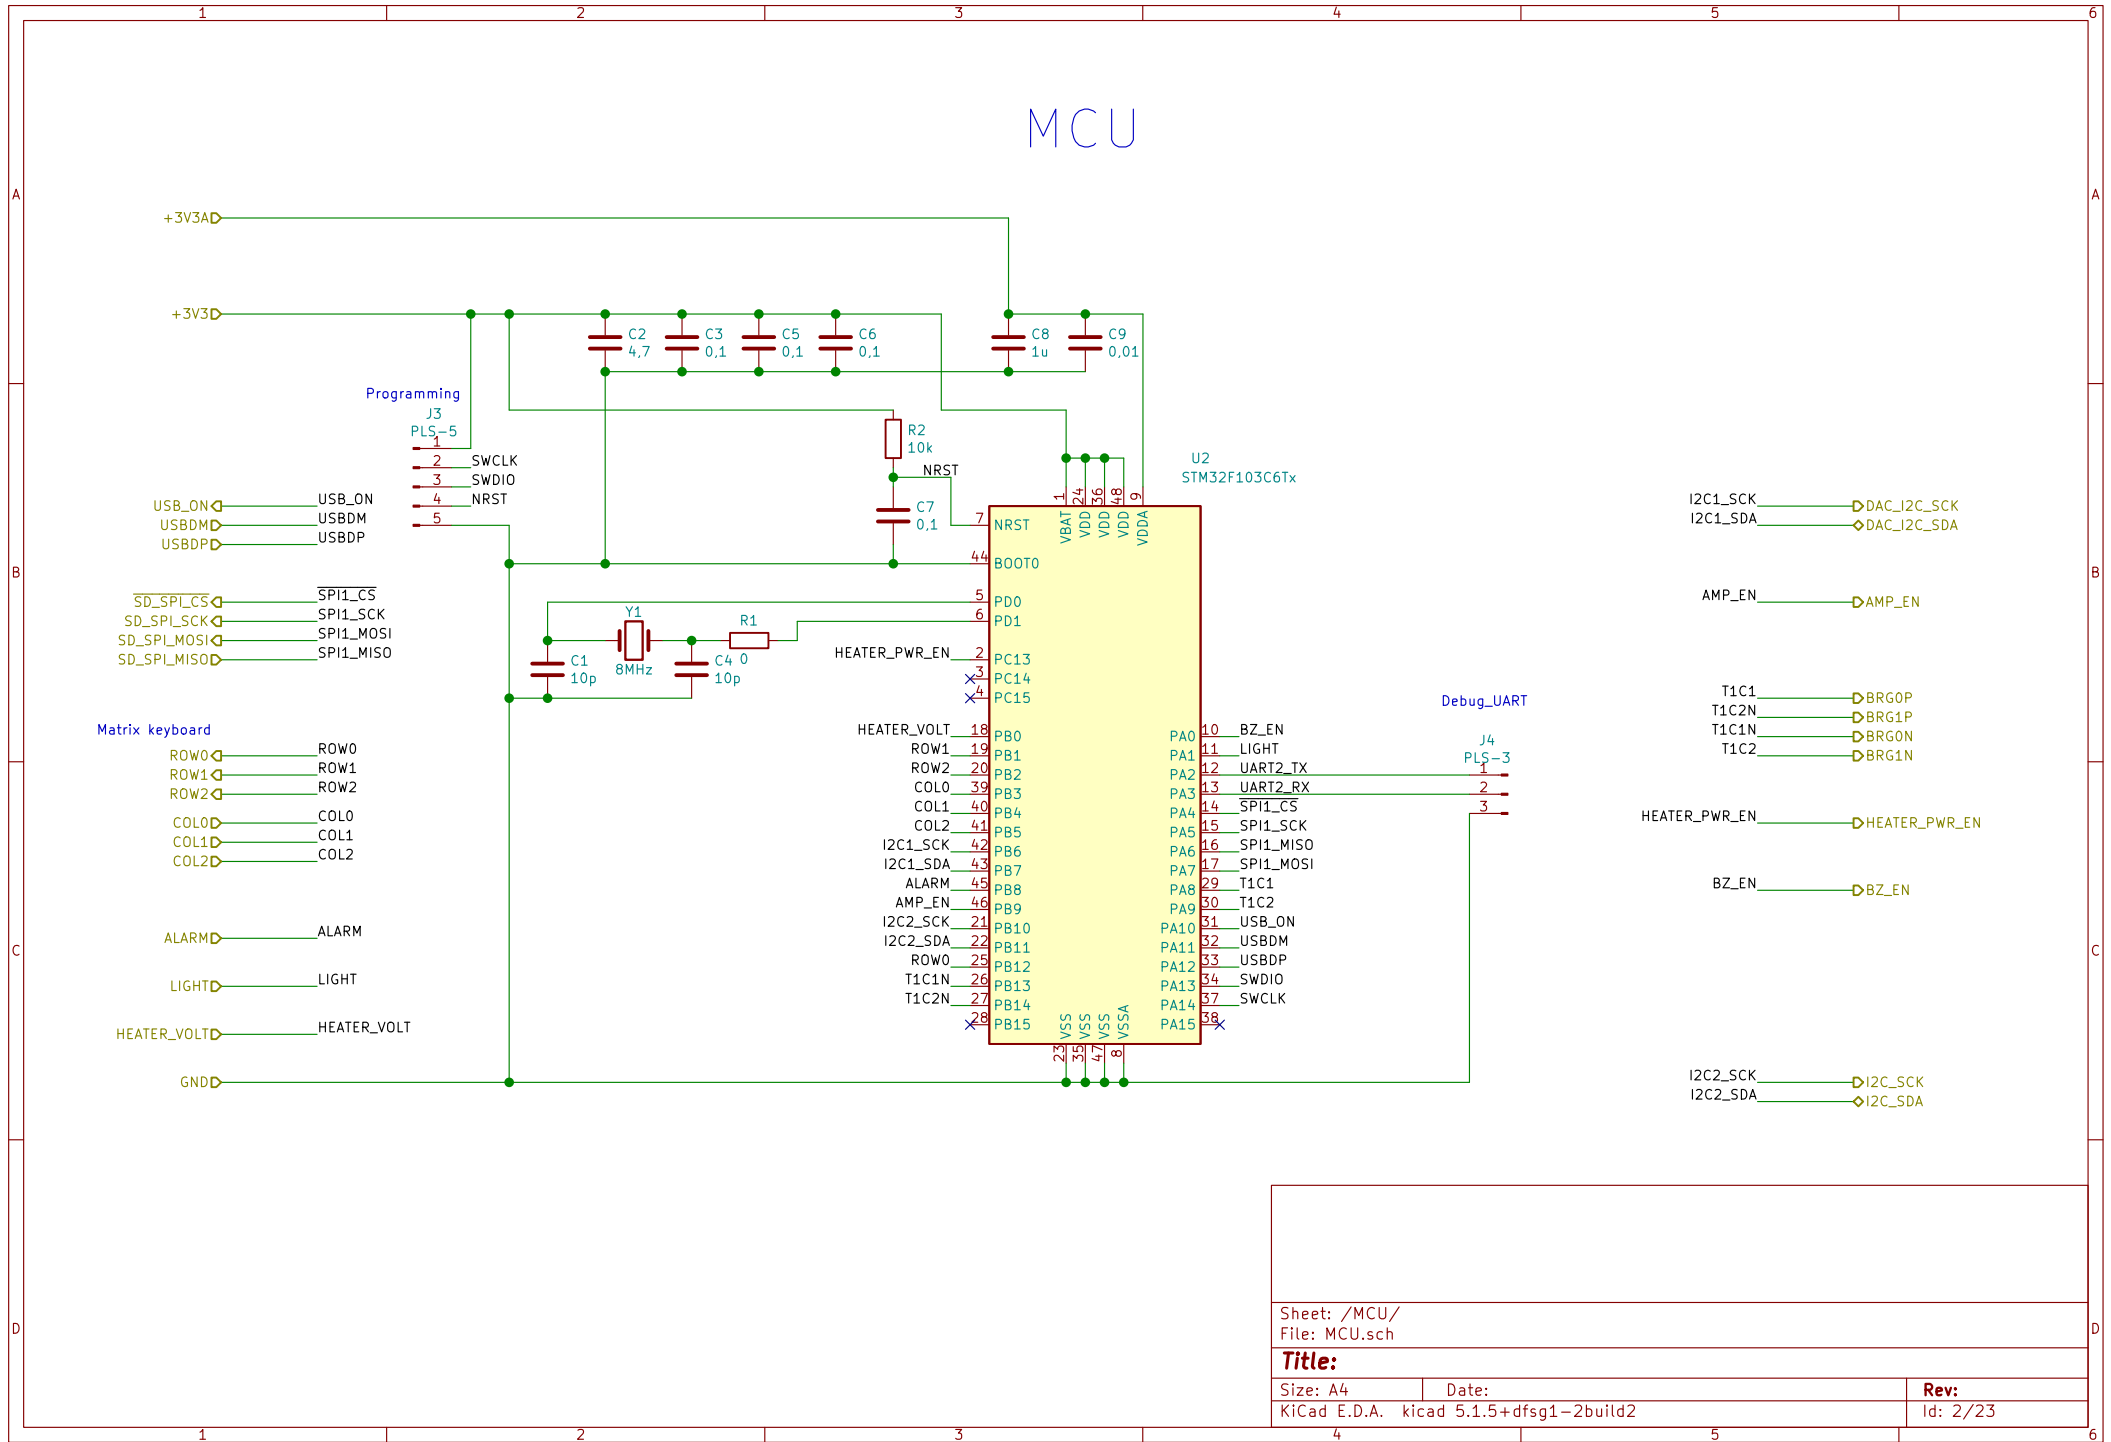 1 2 3 4 5 6
MCU
A A
+3V3A
+3V3
C2
4,7
C3
0,1
C5
0,1
C6
0,1
C8
1u
C9
0,01
Programming
J3
PLS-5
1
2 SWCLK
3 SWDIO
4 NRST
5
R2
10k
NRST
C7
0,1
U2
STM32F103C6Tx
1 24 36 48 9
VBAT VDD VDD VDD VDDA
USB_ON USB_ON
USBDM USBDM
USBDP USBDP
7 NRST
44 BOOT0
5 PD0
6 PD1
B B
SD_SPI_CS SPI1_CS
SD_SPI_SCK SPI1_SCK
SD_SPI_MOSI SPI1_MOSI
SD_SPI_MISO SPI1_MISO
Y1
8MHz
R1
0
C1
10p
C4
10p
HEATER_PWR_EN 2 PC13
3 PC14
4 PC15
I2C1_SCK DAC_I2C_SCK
I2C1_SDA DAC_I2C_SDA
AMP_EN AMP_EN
T1C1 BRG0P
T1C2N BRG1P
T1C1N BRG0N
T1C2 BRG1N
HEATER_PWR_EN HEATER_PWR_EN
BZ_EN BZ_EN
Matrix keyboard
ROW0 ROW0
ROW1 ROW1
ROW2 ROW2
COL0 COL0
COL1 COL1
COL2 COL2
ALARM ALARM
LIGHT LIGHT
HEATER_VOLT HEATER_VOLT
GND
HEATER_VOLT 18 PB0
ROW1 19 PB1
ROW2 20 PB2
COL0 39 PB3
COL1 40 PB4
COL2 41 PB5
I2C1_SCK 42 PB6
I2C1_SDA 43 PB7
ALARM 45 PB8
AMP_EN 46 PB9
I2C2_SCK 21 PB10
I2C2_SDA 22 PB11
ROW0 25 PB12
T1C1N 26 PB13
T1C2N 27 PB14
28 PB15
PA0 10 BZ_EN
PA1 11 LIGHT
PA2 12 UART2_TX
PA3 13 UART2_RX
PA4 14 SPI1_CS
PA5 15 SPI1_SCK
PA6 16 SPI1_MISO
PA7 17 SPI1_MOSI
PA8 29 T1C1
PA9 30 T1C2
PA10 31 USB_ON
PA11 32 USBDM
PA12 33 USBDP
PA13 34 SWDIO
PA14 37 SWCLK
PA15 38
VSS VSS VSS VSSA
23 35 47 8
Debug_UART
J4
PLS-3
1
2
3
C C
I2C2_SCK I2C_SCK
I2C2_SDA I2C_SDA
D D
Sheet: /MCU/
File: MCU.sch
Title:
Size: A4 Date: Rev:
KiCad E.D.A. kicad 5.1.5+dfsg1-2build2 Id: 2/23
1 2 3 4 5 6